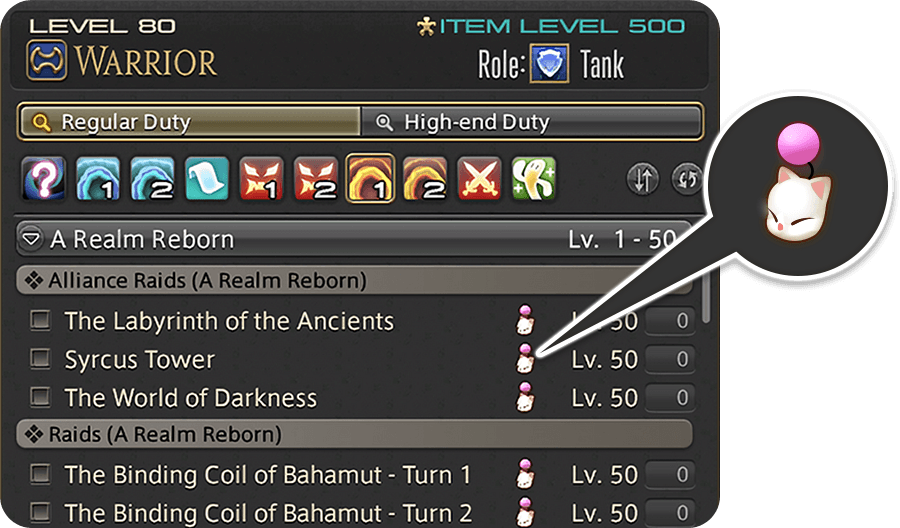 LEVEL 80
ITEM LEVEL 500
WARRIOR
Role: Tank
Regular Duty
High-end Duty
? 1 2 1 2 1 2
A Realm Reborn Lv. 1 - 50
Alliance Raids (A Realm Reborn)
The Labyrinth of the Ancients Lv. 50 0
Syrcus Tower Lv. 50 0
The World of Darkness Lv. 50 0
Raids (A Realm Reborn)
The Binding Coil of Bahamut - Turn 1 Lv. 50 0
The Binding Coil of Bahamut - Turn 2 Lv. 50 0